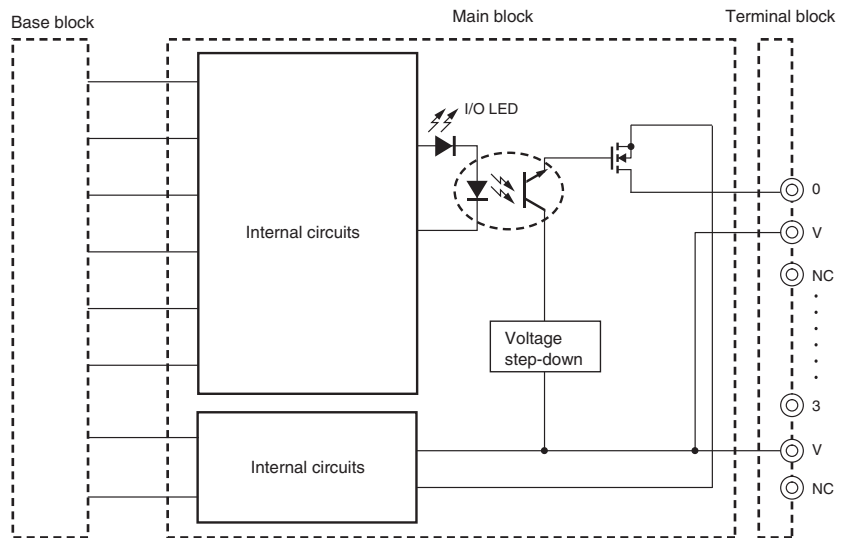 Base block
Main block
Terminal block
I/O LED
Internal circuits
Voltage
step-down
Internal circuits
0
V
NC
3
V
NC